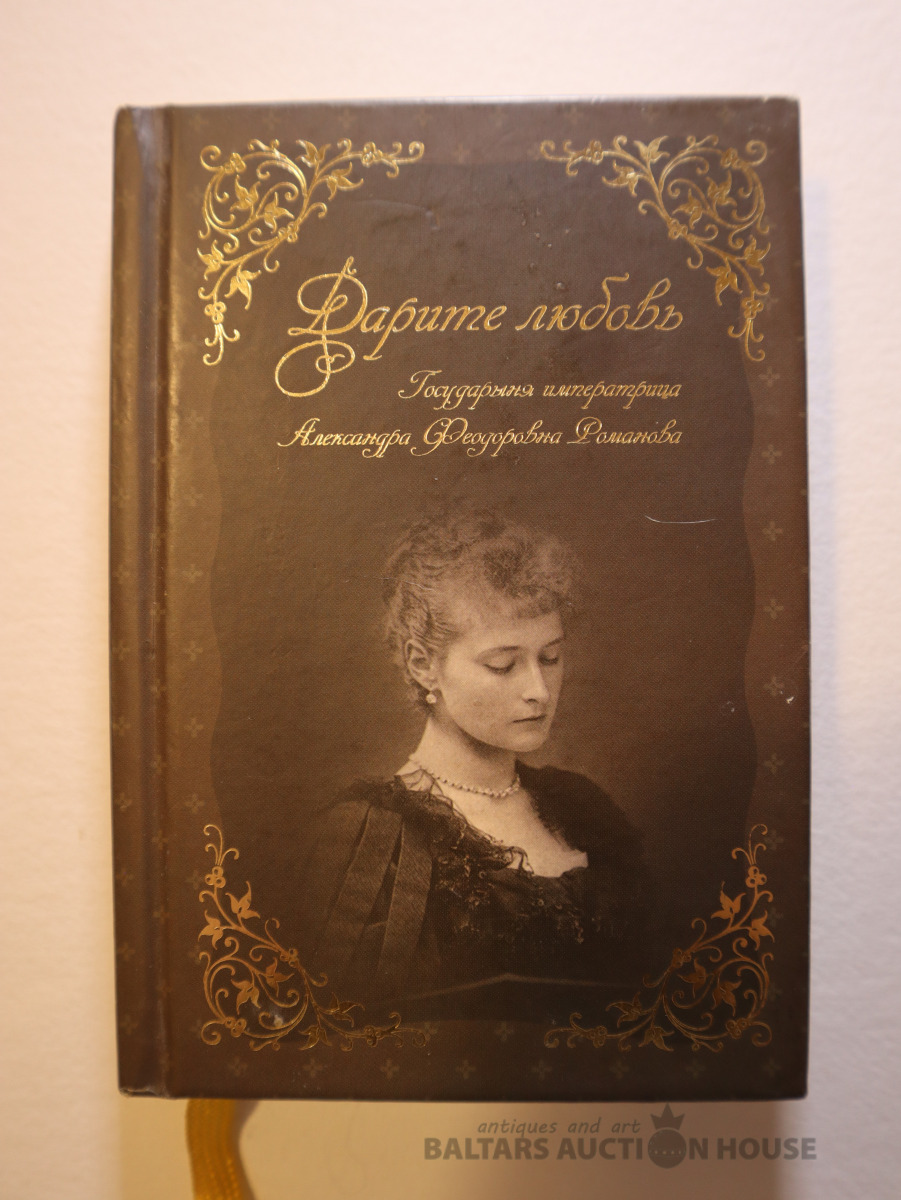 Дарите любовь
Государыня императрица
Александра Феодоровна Романова
antiques and art
BALTARS AUCTION HOUSE